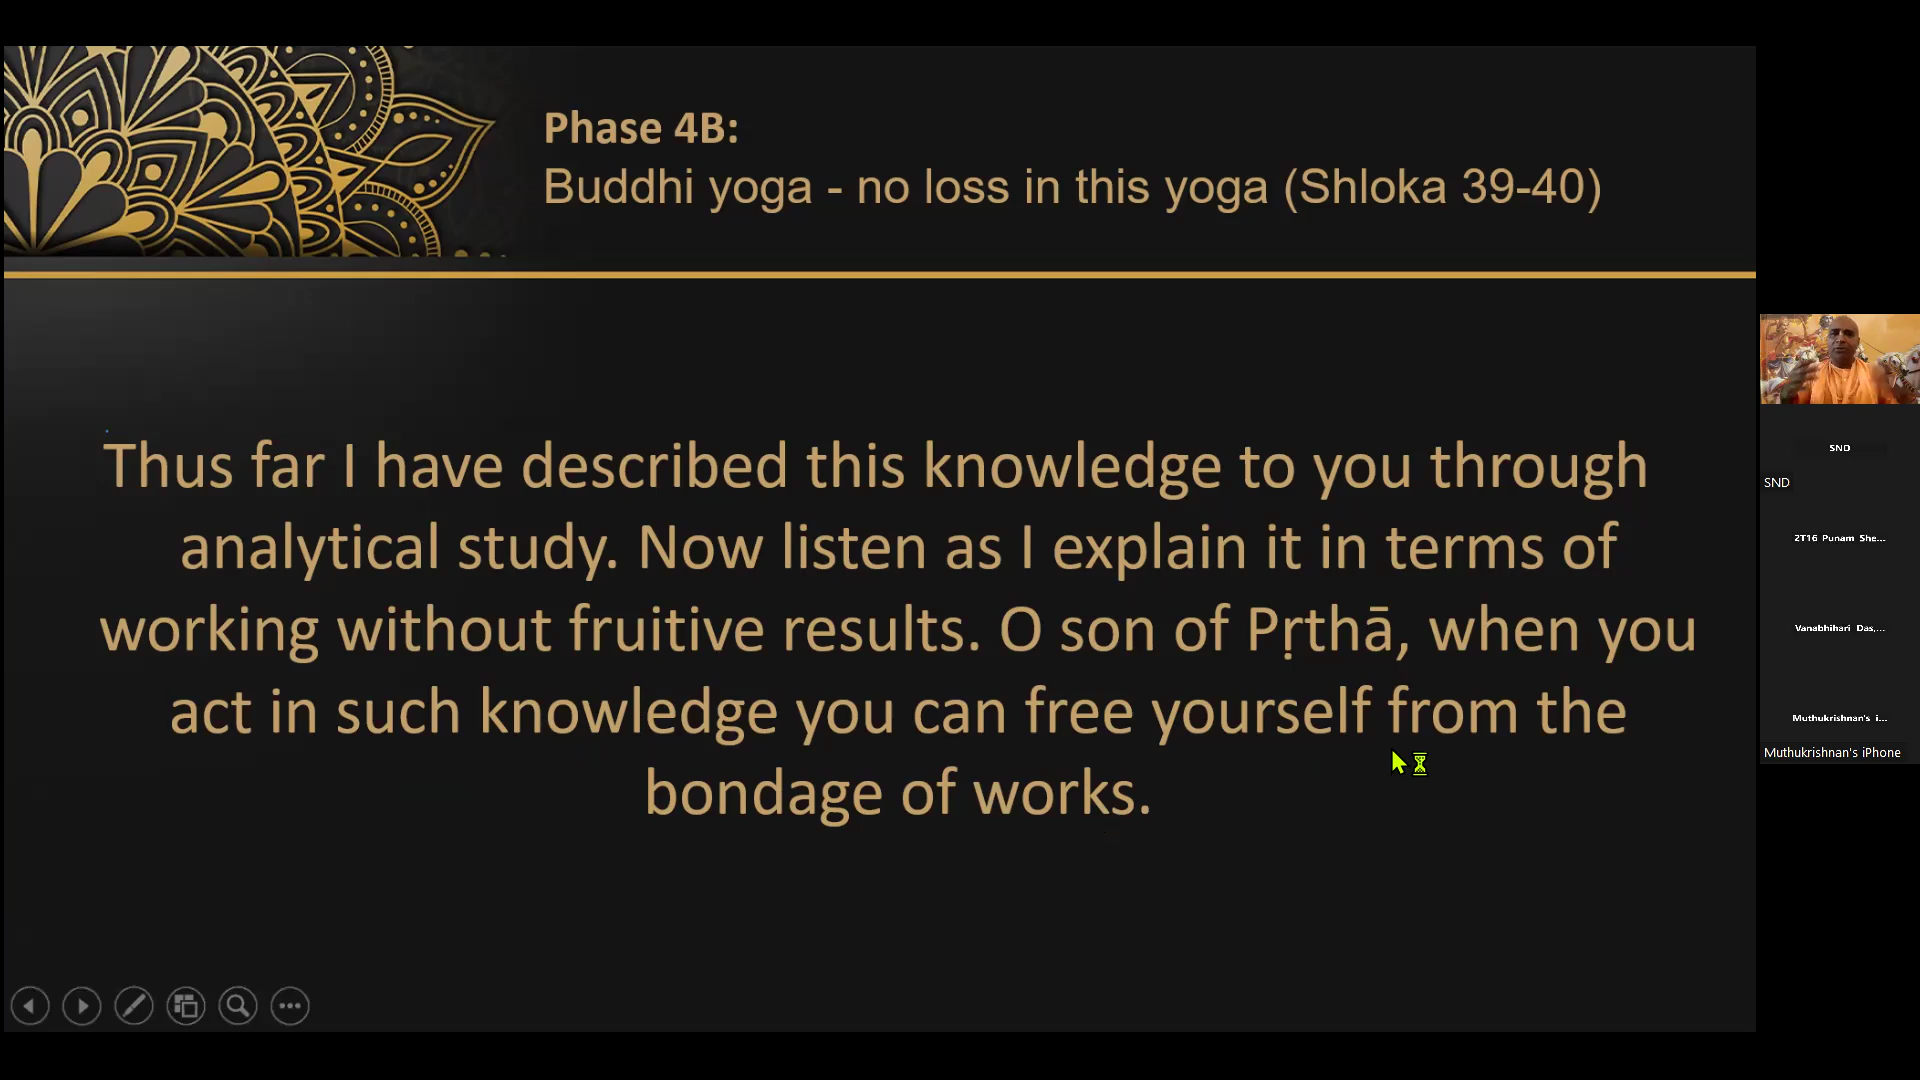 Phase 4B:
Buddhi yoga - no loss in this yoga (Shloka 39-40)
Thus far I have described this knowledge to you through
analytical study. Now listen as I explain it in terms of
working without fruitive results. O son of Pṛthā, when you
act in such knowledge you can free yourself from the
bondage of works.
SND
SND
2T16 Punam She...
Vanabhihari Das,...
Muthukrishnan's i...
Muthukrishnan's iPhone